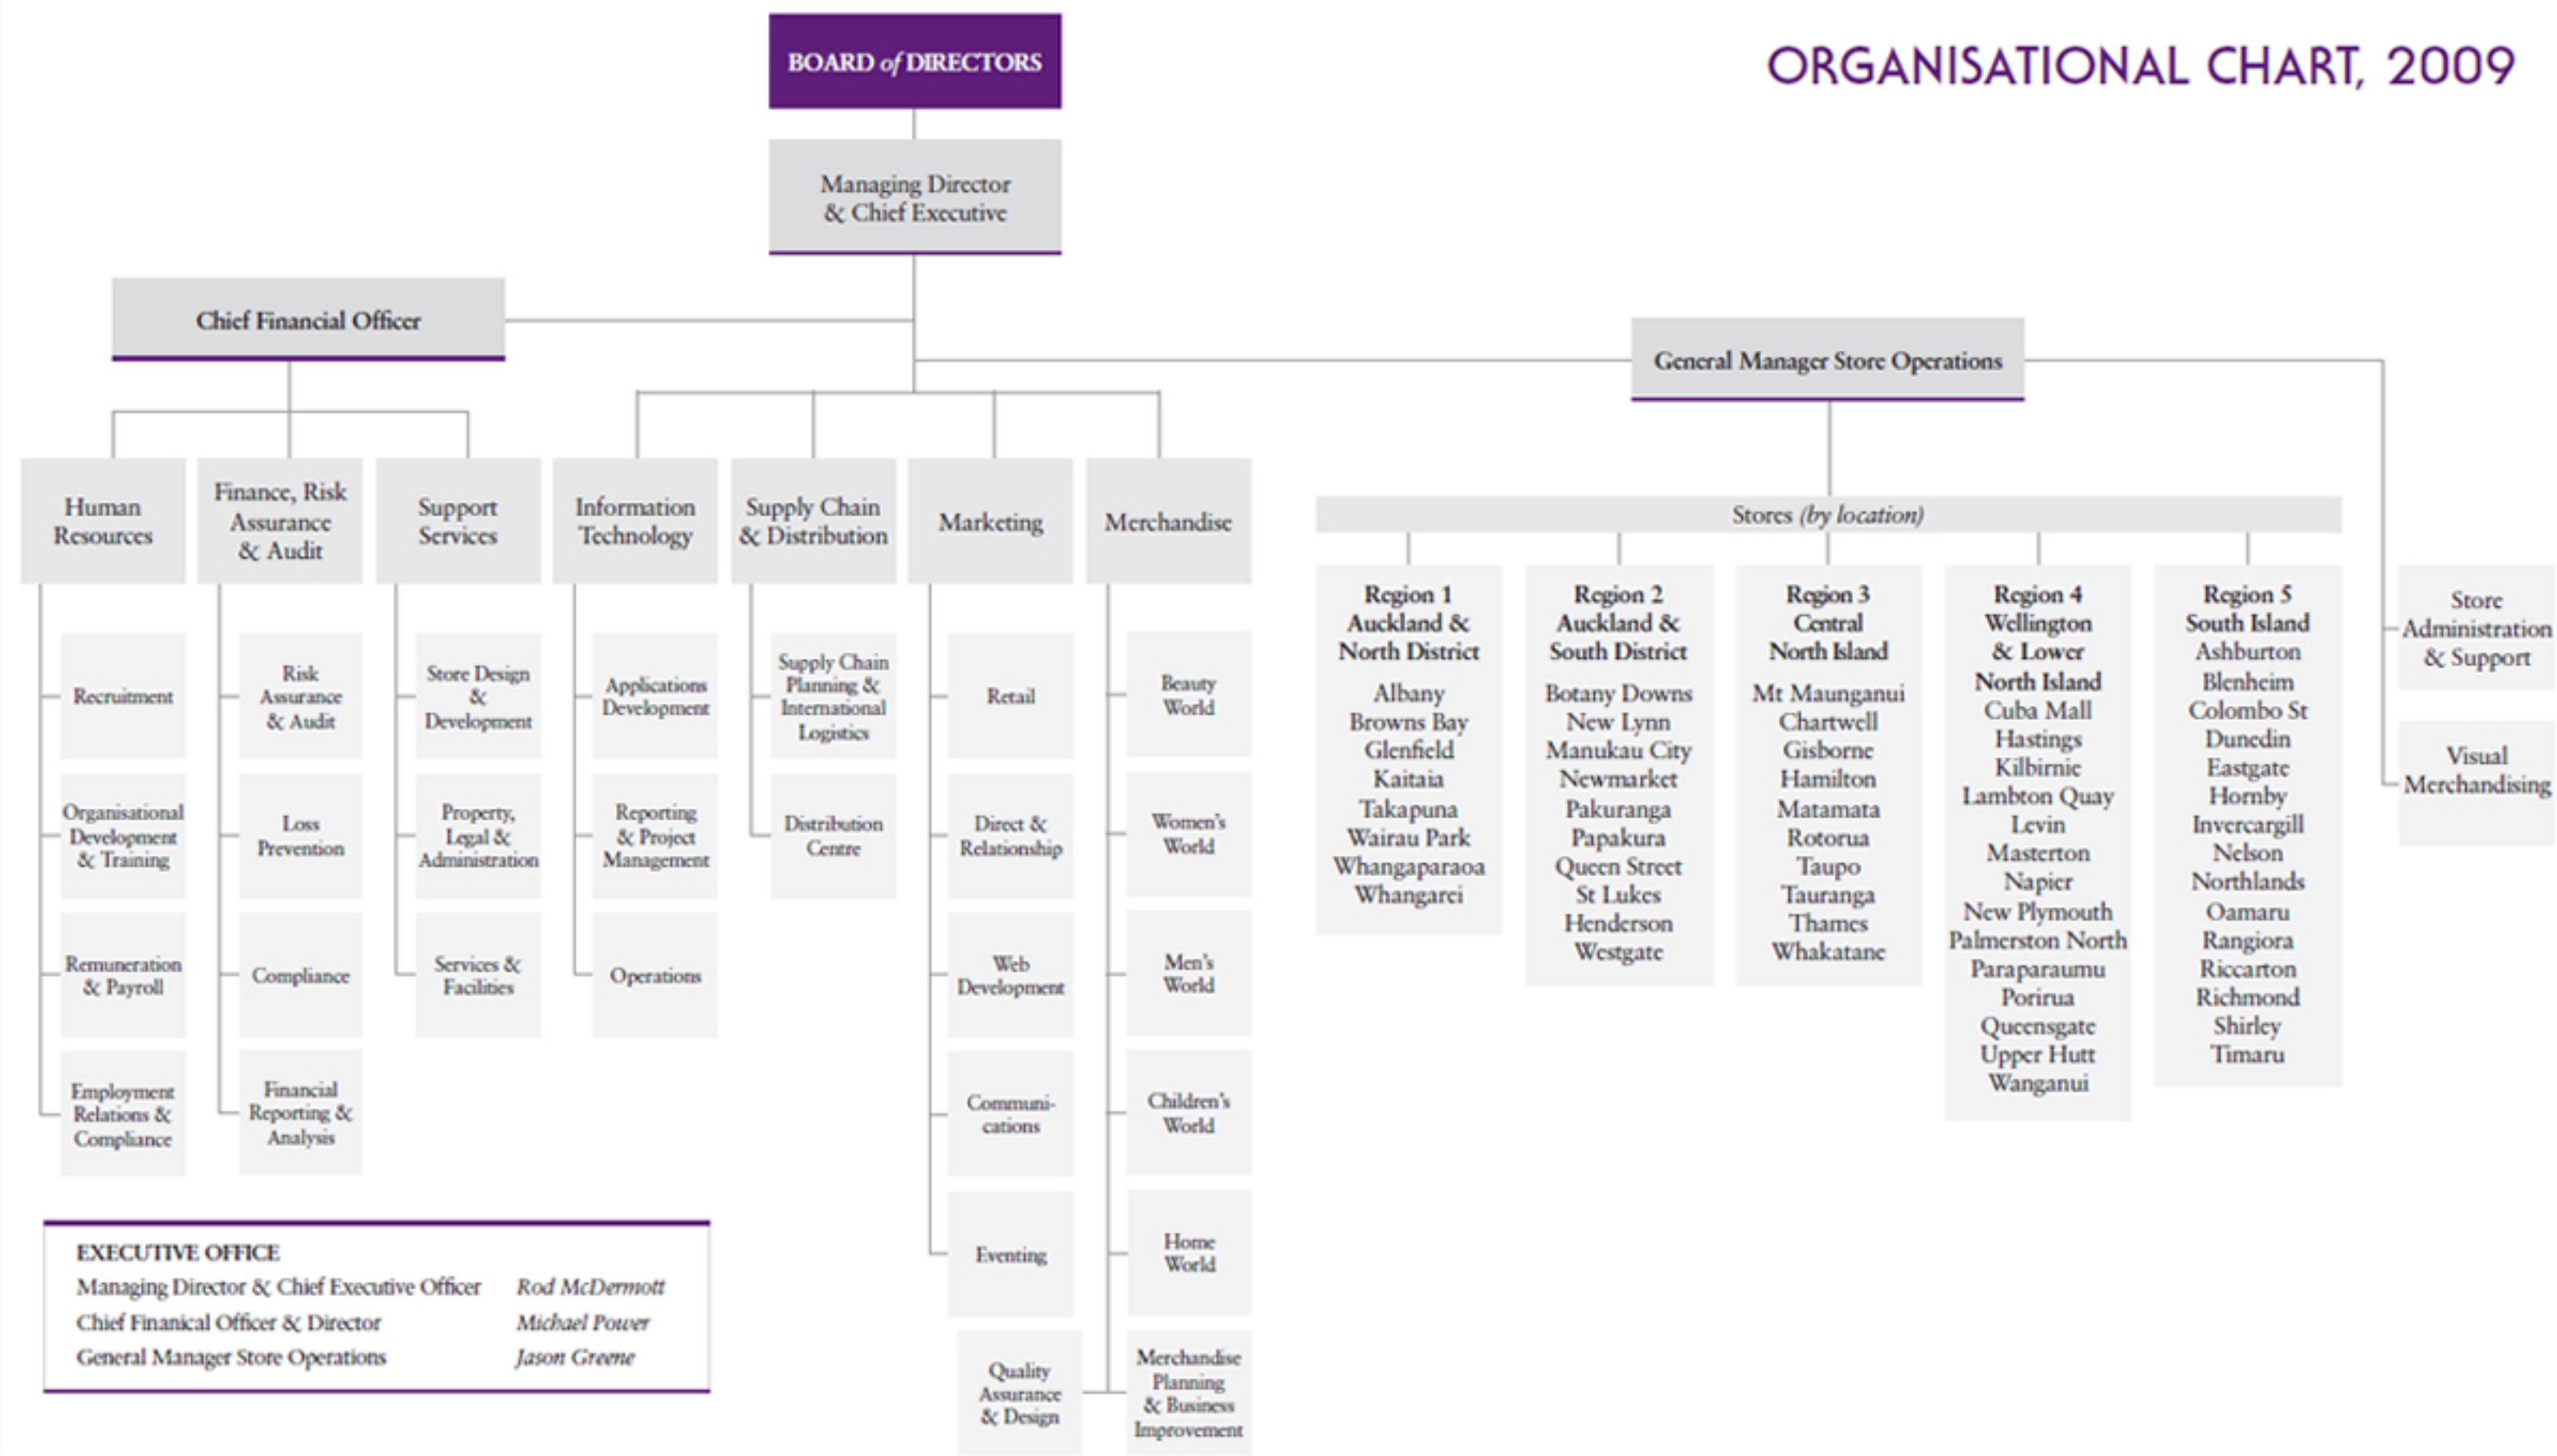 BOARD of DIRECTORS
ORGANISATIONAL CHART, 2009
Managing Director
& Chief Executive
Chief Financial Officer
General Manager Store Operations
Human
Resources
Finance, Risk
Assurance
& Audit
Support
Services
Information
Technology
Supply Chain
& Distribution
Marketing
Merchandise
Stores (by location)
Recruitment
Organisational
Development
& Training
Remuneration
& Payroll
Employment
Relations &
Compliance
Risk
Assurance
& Audit
Loss
Prevention
Compliance
Financial
Reporting &
Analysis
Store Design
&
Development
Property,
Legal &
Administration
Services &
Facilities
Applications
Development
Reporting
& Project
Management
Operations
Supply Chain
Planning &
International
Logistics
Distribution
Centre
Retail
Direct &
Relationship
Web
Development
Communi-
cations
Eventing
Beauty
World
Women's
World
Men's
World
Children's
World
Home
World
Quality
Assurance
& Design
Merchandise
Planning
& Business
Improvement
Region 1
Auckland &
North District
Albany
Browns Bay
Glenfield
Kaitaia
Takapuna
Wairau Park
Whangaparaoa
Whangarei
Region 2
Auckland &
South District
Botany Downs
New Lynn
Manukau City
Newmarket
Pakuranga
Papakura
Queen Street
St Lukes
Henderson
Westgate
Region 3
Central
North Island
Mt Maunganui
Chartwell
Gisborne
Hamilton
Matamata
Rotorua
Taupo
Tauranga
Thames
Whakatane
Region 4
Wellington
& Lower
North Island
Cuba Mall
Hastings
Kilbirnie
Lambton Quay
Levin
Masterton
Napier
New Plymouth
Palmerston North
Paraparaumu
Porirua
Queensgate
Upper Hutt
Wanganui
Region 5
South Island
Ashburton
Blenheim
Colombo St
Dunedin
Eastgate
Hornby
Invercargill
Nelson
Northlands
Oamaru
Rangiora
Riccarton
Richmond
Shirley
Timaru
Store
Administration
& Support
Visual
Merchandising
EXECUTIVE OFFICE
Managing Director & Chief Executive Officer Rod McDermott
Chief Finanical Officer & Director Michael Power
General Manager Store Operations Jason Greene